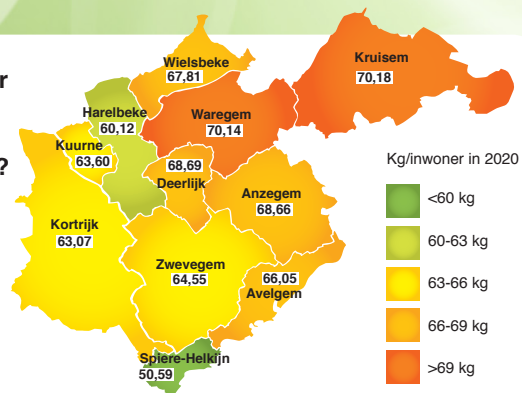 r
?
Wielsbeke
67,81
Kruisem
70,18
Harelbeke
60,12
Waregem
70,14
Kuurne
63,60
68,69
Deerlijk
Anzegem
68,66
Kortrijk
63,07
Zwevegem
64,55
66,05
Avelgem
Spiere-Helkijn
50,59
Kg/inwoner in 2020
<60 kg
60-63 kg
63-66 kg
66-69 kg
>69 kg